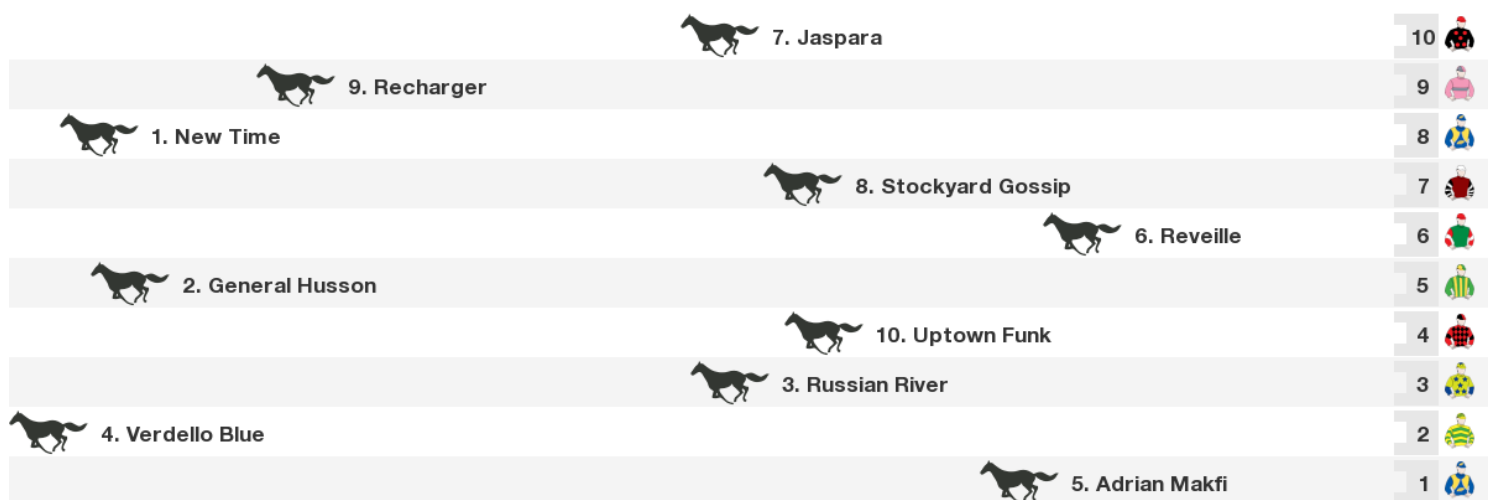 7. Jaspara 10
9. Recharger 9
1. New Time 8
8. Stockyard Gossip 7
6. Reveille 6
2. General Husson 5
10. Uptown Funk 4
3. Russian River 3
4. Verdello Blue 2
5. Adrian Makfi 1